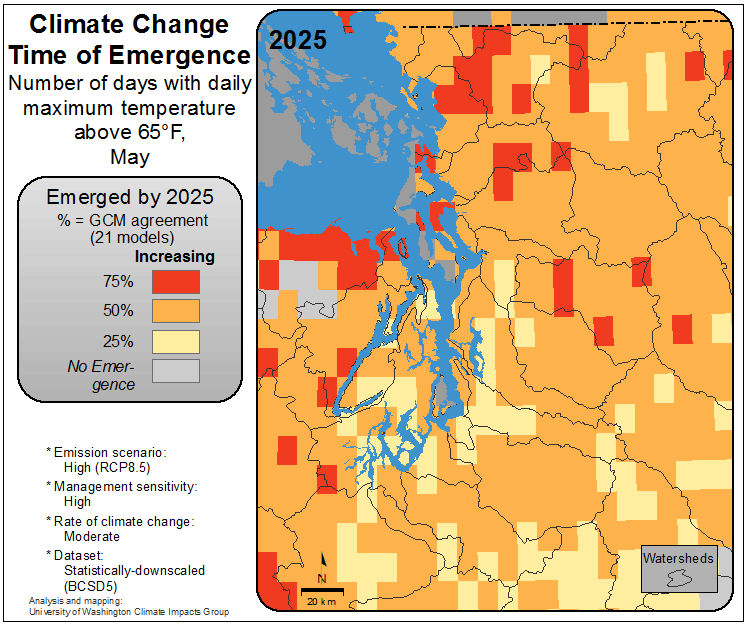 Climate Change
Time of Emergence
Number of days with daily
maximum temperature
above 65°F,
May
Emerged by 2025
% = GCM agreement
(21 models)
Increasing
75%
50%
25%
No Emer-
gence
* Emission scenario:
High (RCP8.5)
* Management sensitivity:
High
* Rate of climate change:
Moderate
* Dataset:
Statistically-downscaled
(BCSD5)
Analysis and mapping:
University of Washington Climate Impacts Group
2025
N
20 km
Watersheds